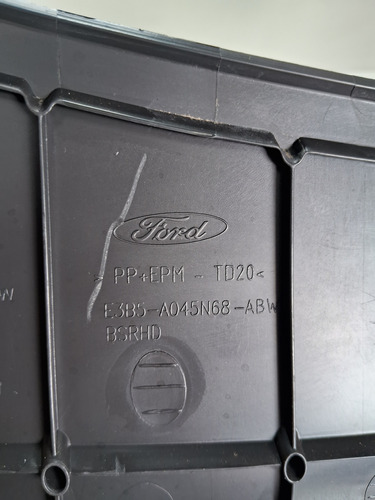 Ford
> PP+EPM - TD20<
E3B5-A045N68-ABW
BSRHD